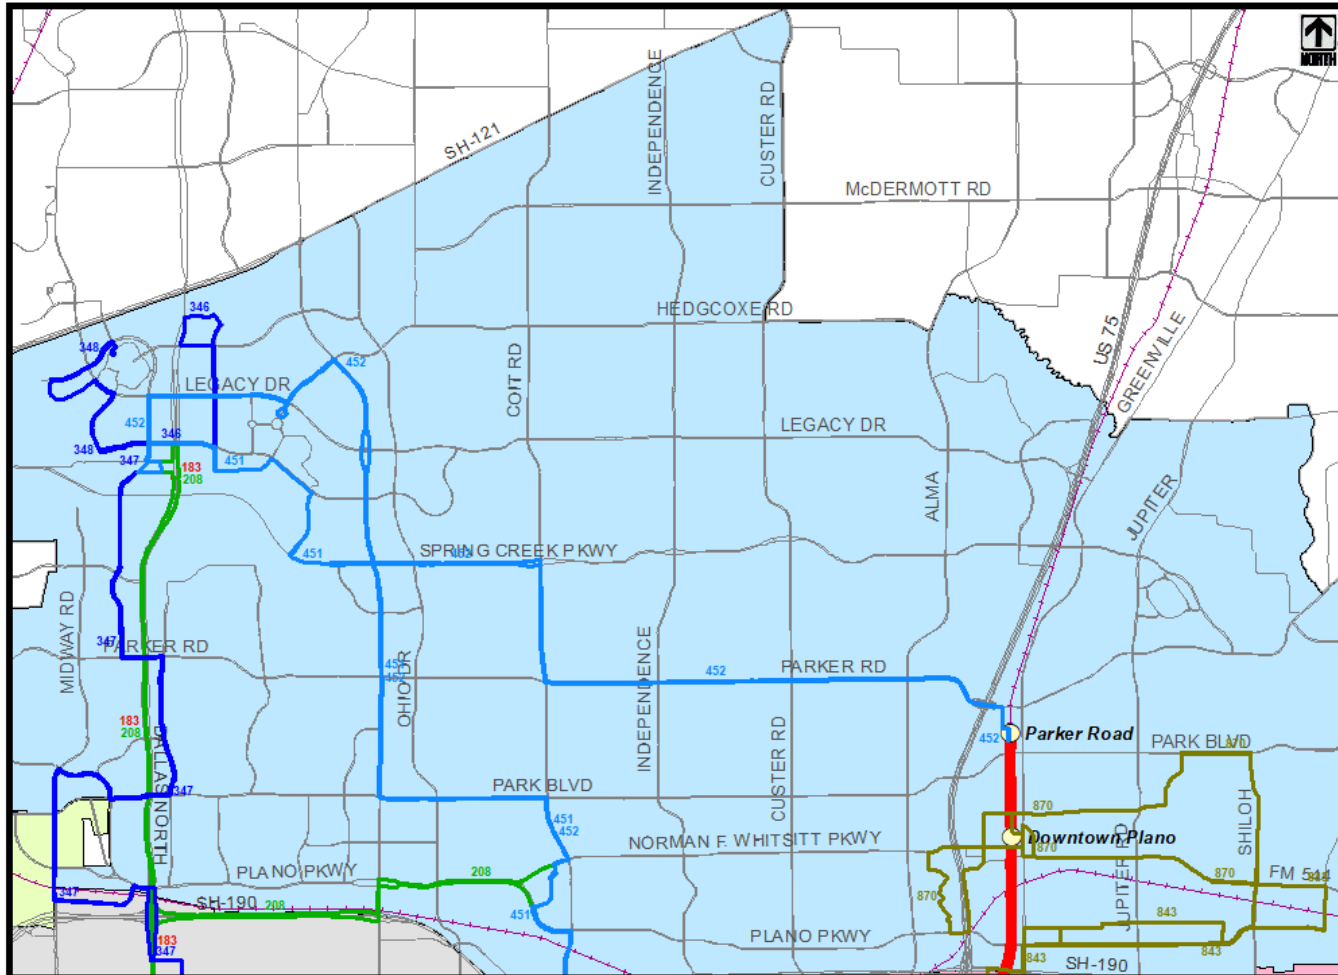 NORTH
SH-121
INDEPENDENCE
CUSTER RD
McDERMOTT RD
346
HEDGCOXE RD
348
US 75
GREENVILLE
452
LEGACY DR
COIT RD
452
LEGACY DR
346
348
347
451
183
208
ALMA
JUPITER
451
SPRING CREEK PKWY
MIDWAY RD
347
PARKER RD
452
452
PARKER RD
OHIO DR
INDEPENDENCE
CUSTER RD
183
208
DALLAS NORTH
452
Parker Road
PARK BLVD
870
347
PARK BLVD
870
451
452
NORMAN F. WHITSITT PKWY
Downtown Plano
870
JUPITER RD
SHILOH
PLANO PKWY
208
870
870
FM 544
347
SH-190
208
451
843
183
347
PLANO PKWY
843
843
SH-190